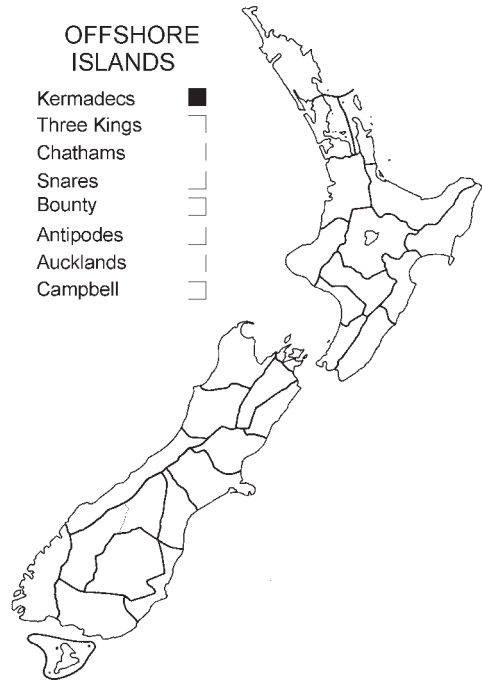 OFFSHORE
ISLANDS
Kermadecs
Three Kings
Chathams
Snares
Bounty
Antipodes
Aucklands
Campbell